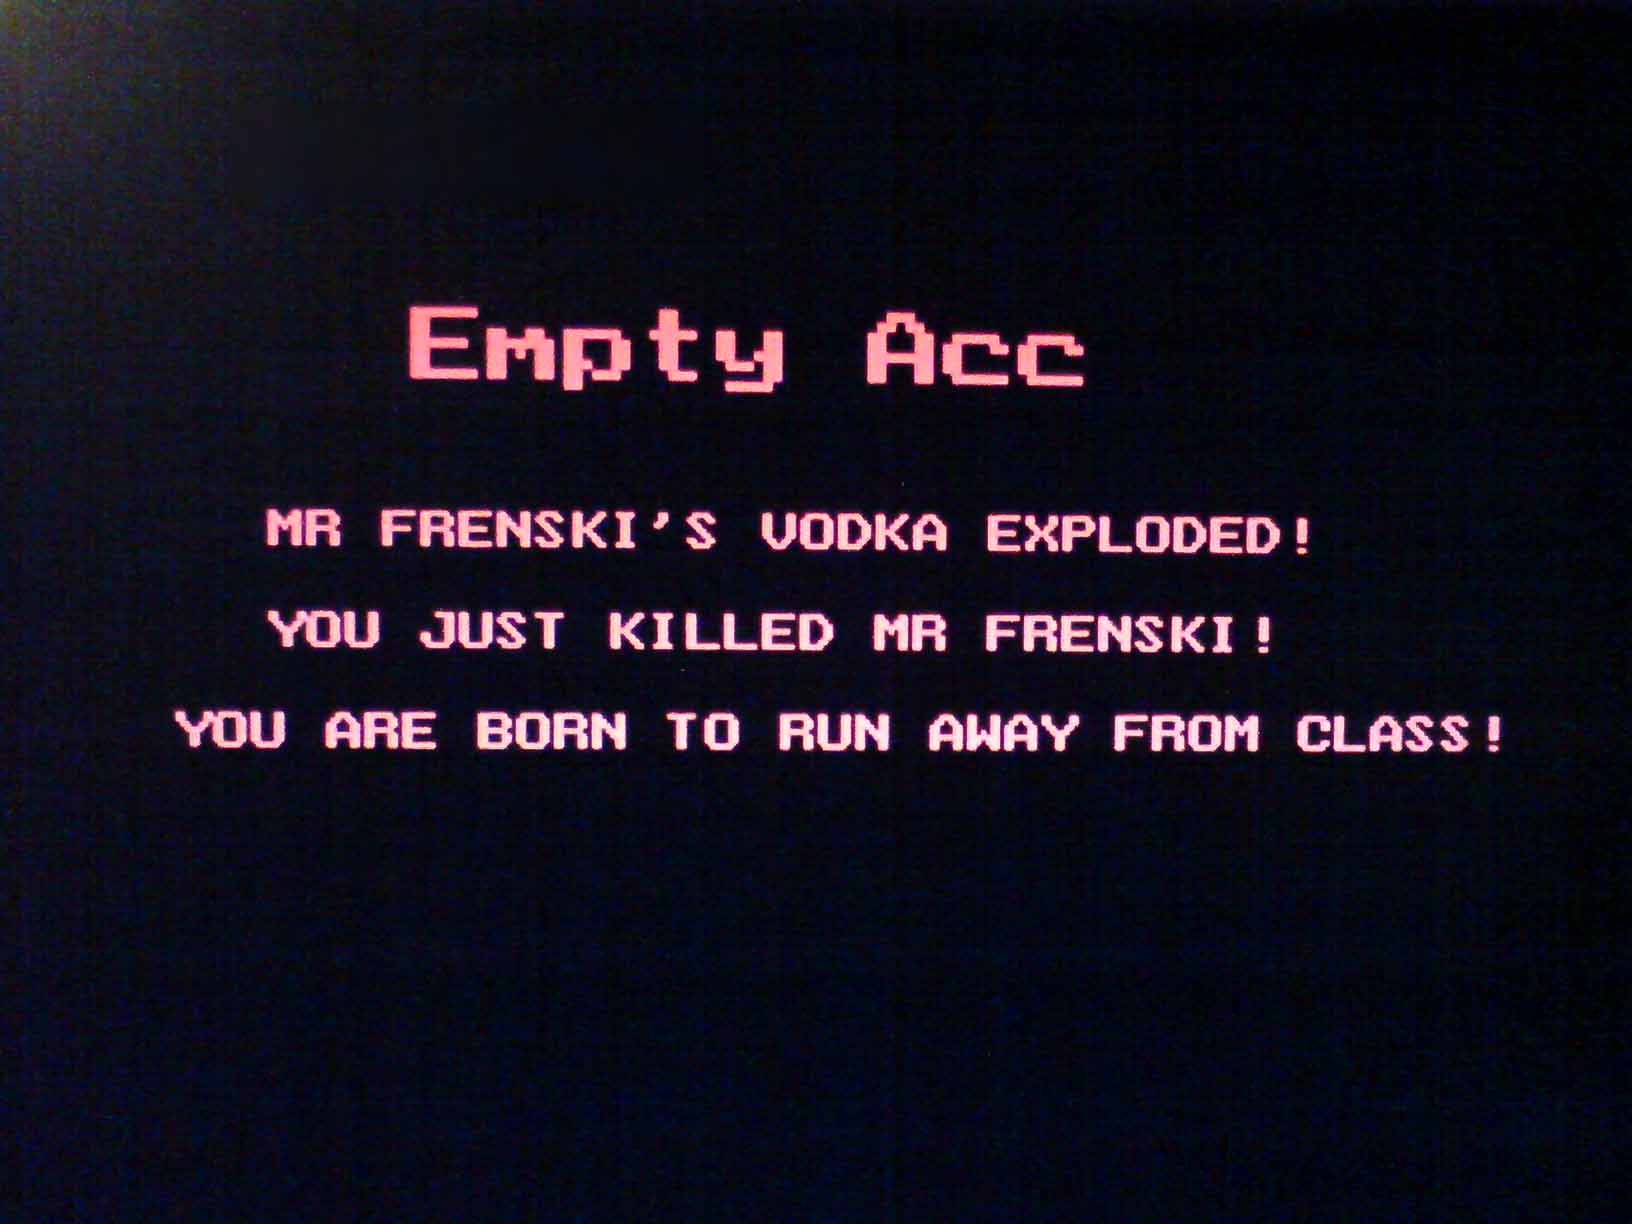 Empty Acc
MR FRENSKI'S VODKA EXPLODED!
YOU JUST KILLED MR FRENSKI!
YOU ARE BORN TO RUN AWAY FROM CLASS!